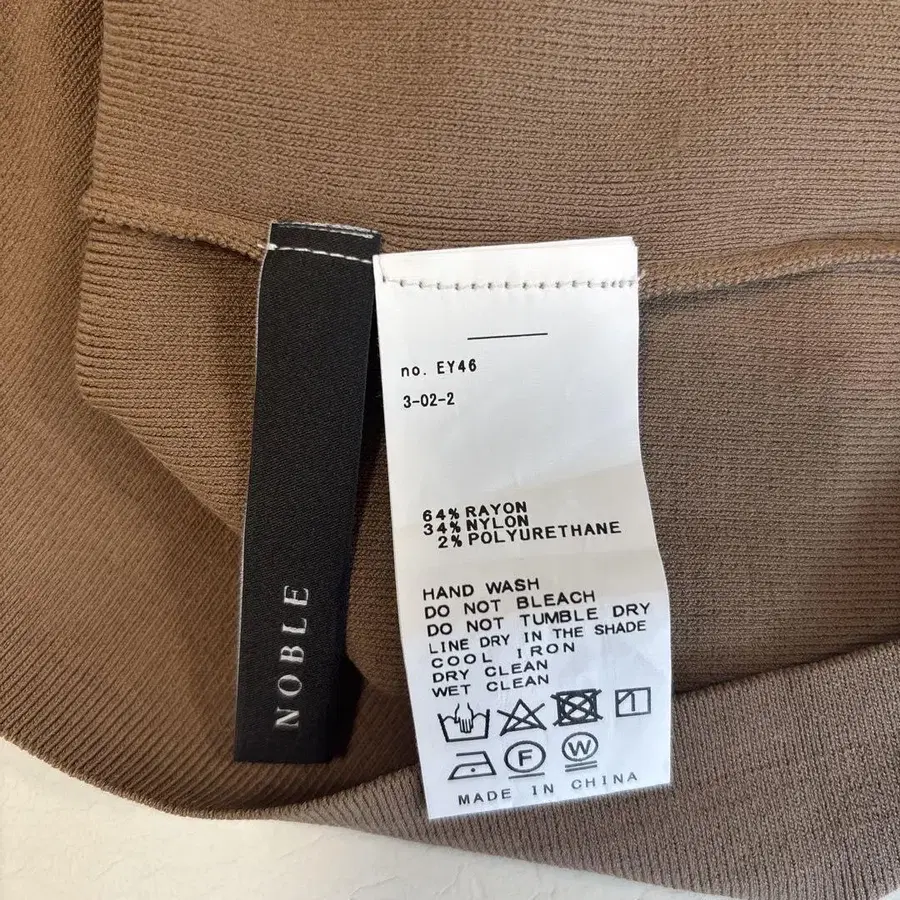 NOBLE
no. EY46
3-02-2
64% RAYON
34% NYLON
2% POLYURETHANE
HAND WASH
DO NOT BLEACH
DO NOT TUMBLE DRY
LINE DRY IN THE SHADE
COOL IRON
DRY CLEAN
WET CLEAN
F W
MADE IN CHINA